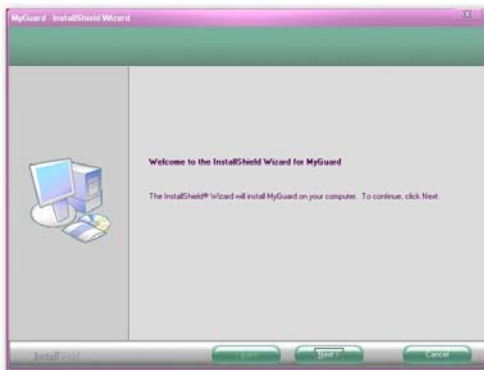 MyGuard - InstallShield Wizard
Welcome to the InstallShield Wizard for MyGuard
The InstallShield® Wizard will install MyGuard on your computer. To continue, click Next.
InstallShield
Next >
Cancel